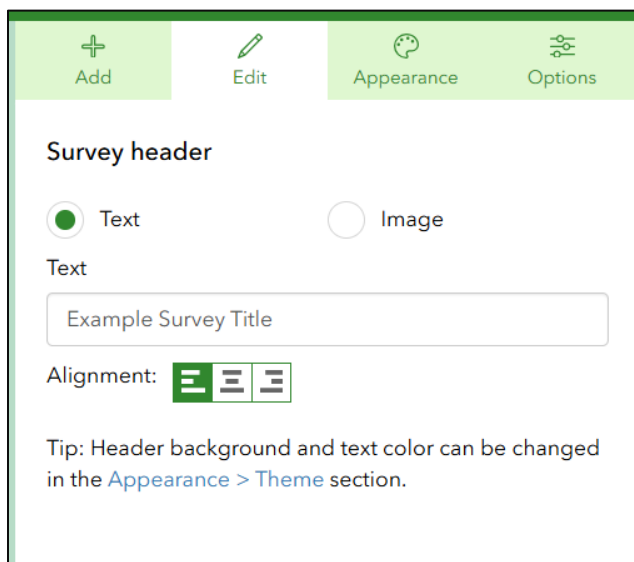 Add Edit Appearance Options
Survey header
Text Image
Text
Example Survey Title
Alignment:
Tip: Header background and text color can be changed
in the Appearance > Theme section.